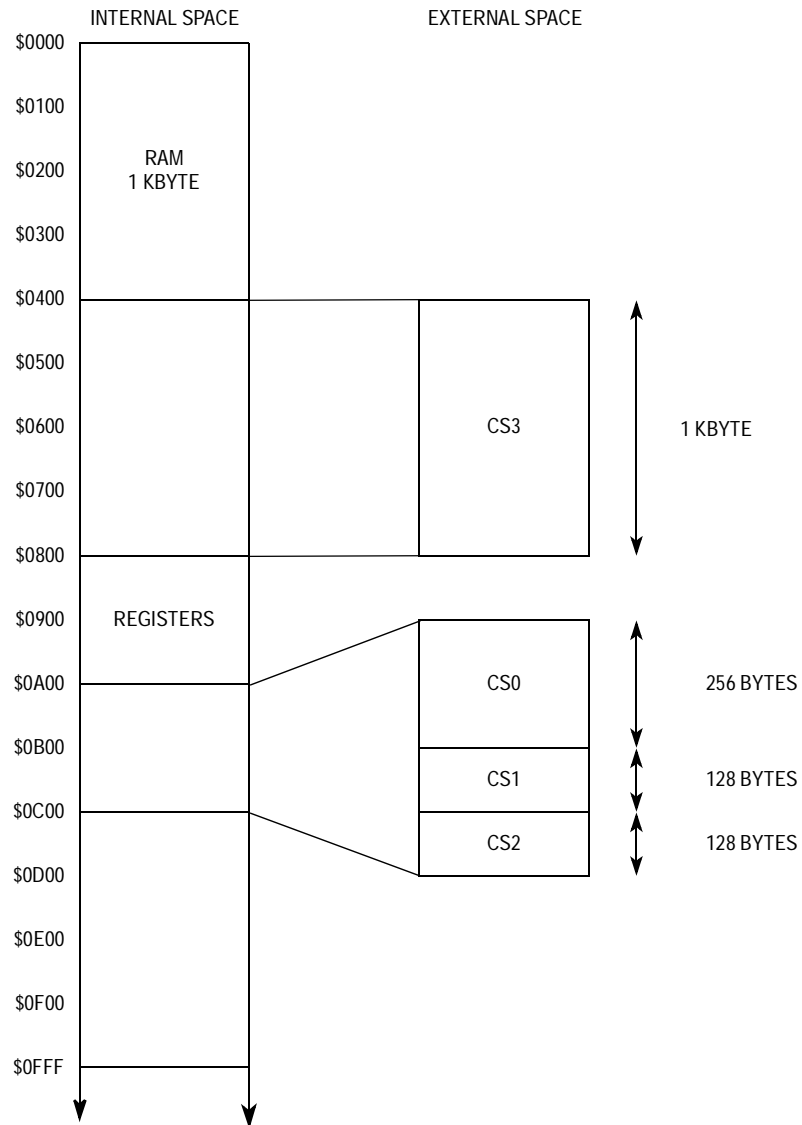 INTERNAL SPACE
EXTERNAL SPACE
$0000
$0100
RAM
1 KBYTE
$0200
$0300
$0400
$0500
$0600
CS3
1 KBYTE
$0700
$0800
$0900
REGISTERS
$0A00
CS0
256 BYTES
$0B00
CS1
128 BYTES
$0C00
CS2
128 BYTES
$0D00
$0E00
$0F00
$0FFF